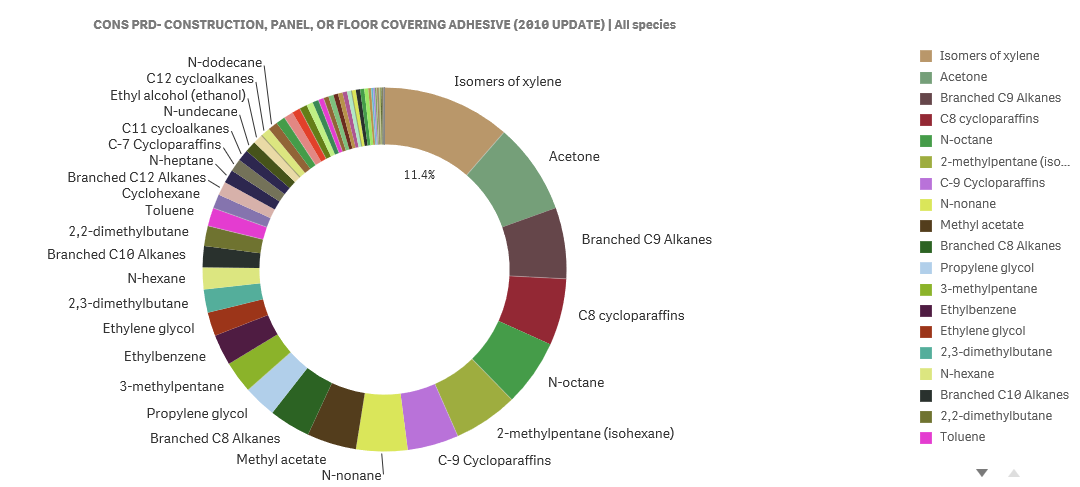 CONS PRD- CONSTRUCTION, PANEL, OR FLOOR COVERING ADHESIVE (2010 UPDATE) | All species
Isomers of xylene
Acetone
Branched C9 Alkanes
C8 cycloparaffins
N-octane
2-methylpentane (isohexane)
C-9 Cycloparaffins
N-nonane
Methyl acetate
Branched C8 Alkanes
Propylene glycol
3-methylpentane
Ethylbenzene
Ethylene glycol
2,3-dimethylbutane
N-hexane
Branched C10 Alkanes
2,2-dimethylbutane
Toluene
Cyclohexane
Branched C12 Alkanes
N-heptane
C-7 Cycloparaffins
C11 cycloalkanes
N-undecane
Ethyl alcohol (ethanol)
C12 cycloalkanes
N-dodecane
11.4%
Isomers of xylene
Acetone
Branched C9 Alkanes
C8 cycloparaffins
N-octane
2-methylpentane (iso...
C-9 Cycloparaffins
N-nonane
Methyl acetate
Branched C8 Alkanes
Propylene glycol
3-methylpentane
Ethylbenzene
Ethylene glycol
2,3-dimethylbutane
N-hexane
Branched C10 Alkanes
2,2-dimethylbutane
Toluene